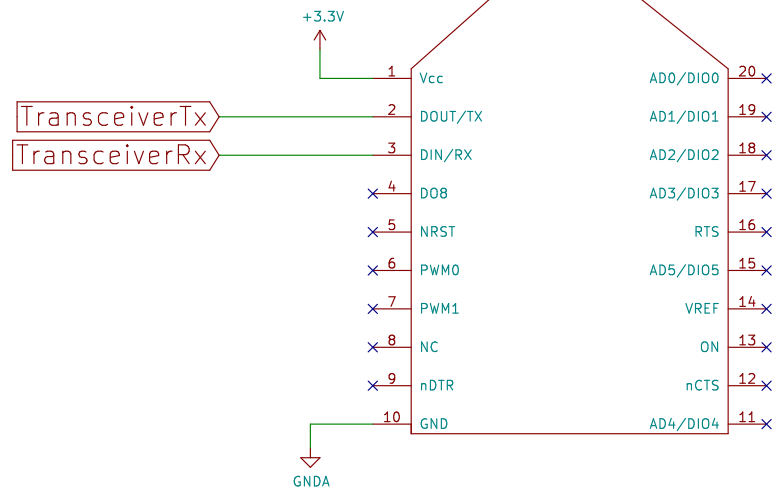 +3.3V
1 Vcc AD0/DIO0 20
TransceiverTx 2 DOUT/TX AD1/DIO1 19
TransceiverRx 3 DIN/RX AD2/DIO2 18
4 DO8 AD3/DIO3 17
5 NRST RTS 16
6 PWM0 AD5/DIO5 15
7 PWM1 VREF 14
8 NC ON 13
9 nDTR nCTS 12
10 GND AD4/DIO4 11
GNDA